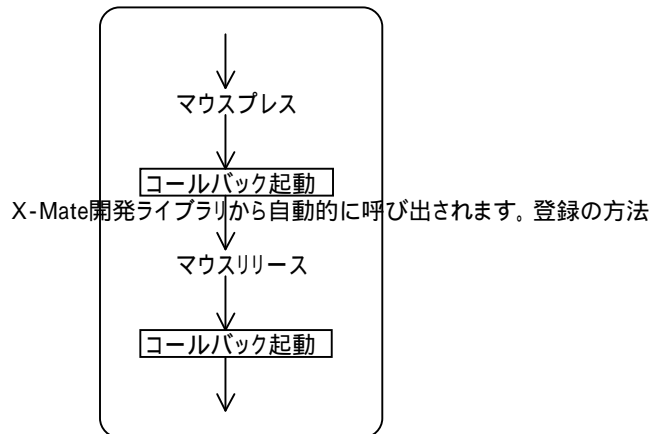 マウスプレス
コールバック起動
X-Mate開発ライブラリから自動的に呼び出されます。登録の方法
マウスリリース
コールバック起動